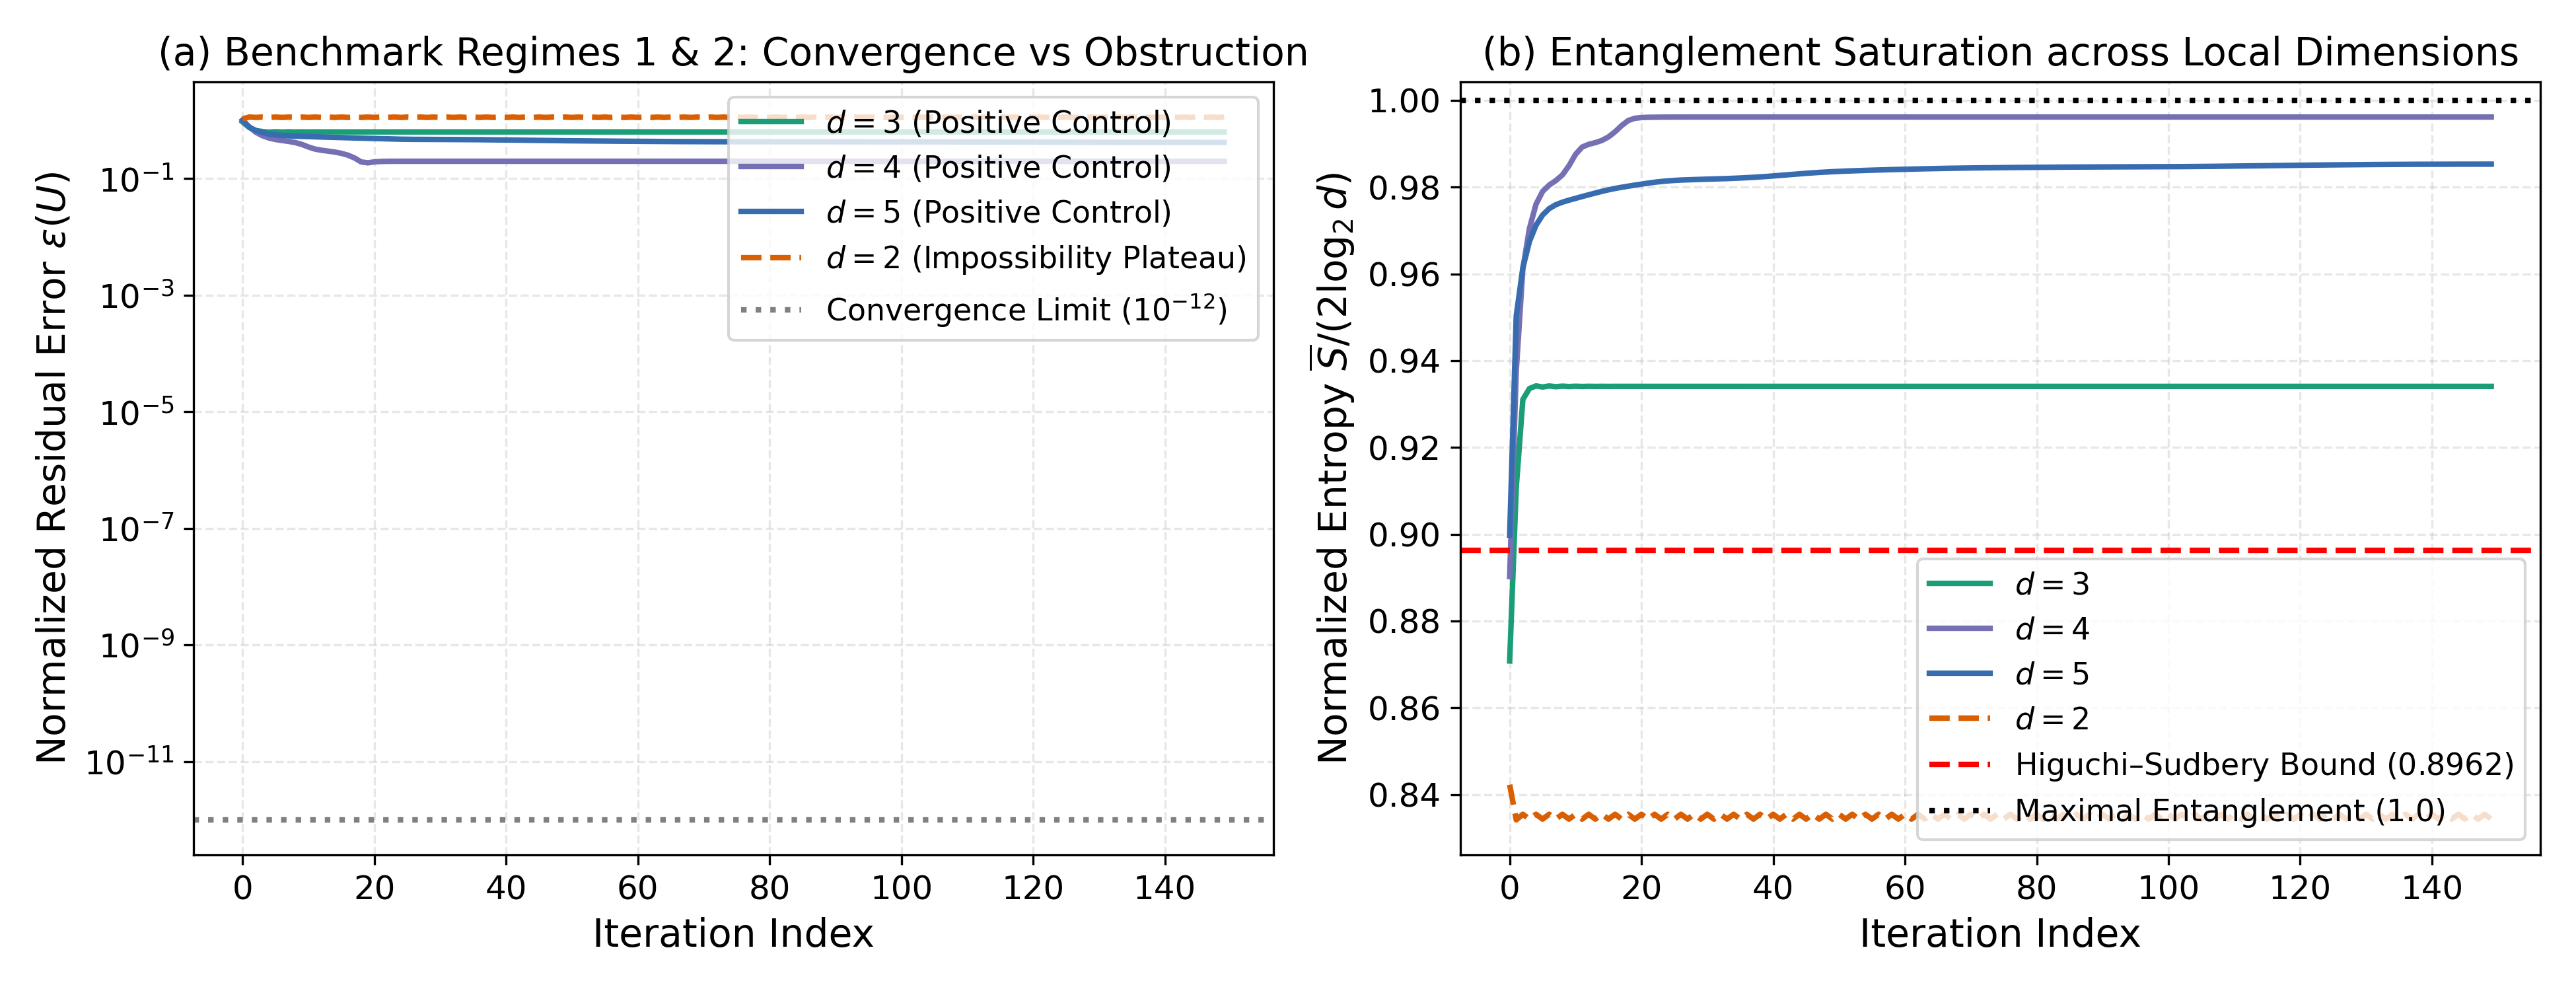 (a) Benchmark Regimes 1 & 2: Convergence vs Obstruction
Normalized Residual Error ε(U)
10⁻¹
10⁻³
10⁻⁵
10⁻⁷
10⁻⁹
10⁻¹¹
d = 3 (Positive Control)
d = 4 (Positive Control)
d = 5 (Positive Control)
d = 2 (Impossibility Plateau)
Convergence Limit (10⁻¹²)
0 20 40 60 80 100 120 140
Iteration Index
(b) Entanglement Saturation across Local Dimensions
Normalized Entropy S̅/(2log₂ d)
1.00
0.98
0.96
0.94
0.92
0.90
0.88
0.86
0.84
d = 3
d = 4
d = 5
d = 2
Higuchi–Sudbery Bound (0.8962)
Maximal Entanglement (1.0)
0 20 40 60 80 100 120 140
Iteration Index